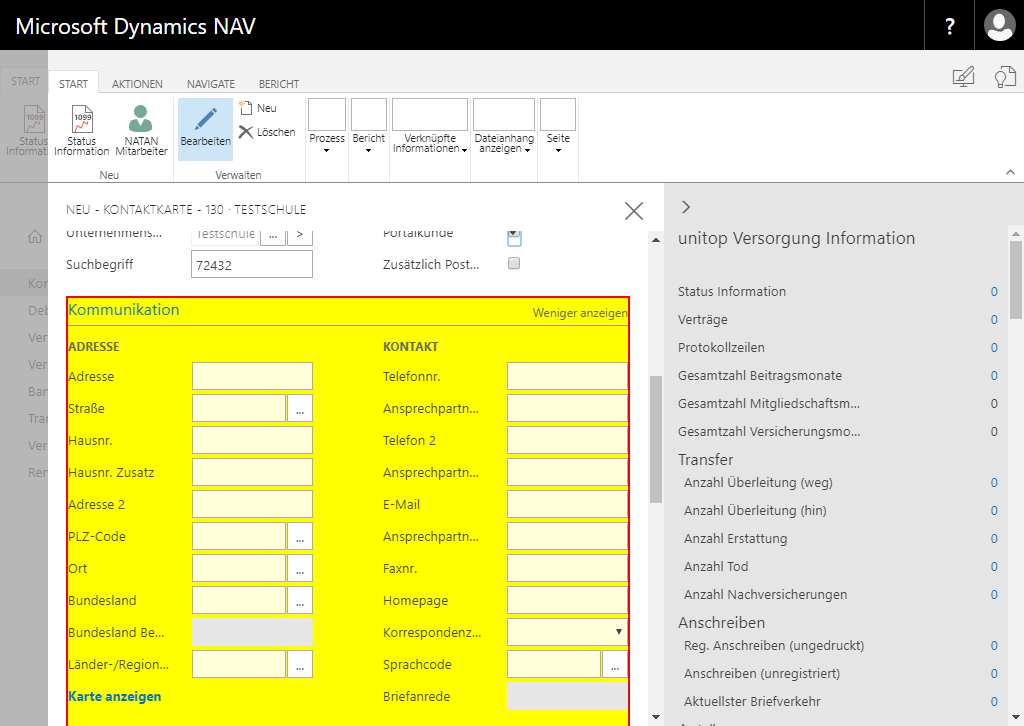 Microsoft Dynamics NAV
?
START
START
AKTIONEN
NAVIGATE
BERICHT
1099
Status
Informat
1099
Status
Information
NATAN
Mitarbeiter
Neu
Bearbeiten
Neu
Löschen
Verwalten
Prozess
Bericht
Verknüpfte
Informationen
Dateianhang
anzeigen
Seite
NEU - KONTAKTKARTE - 130 · TESTSCHULE
Unternehmens...
Testschule
...
>
Portalkunde
Suchbegriff
72432
Zusätzlich Post...
Kommunikation
Weniger anzeigen
ADRESSE
KONTAKT
Adresse
Telefonnr.
Straße
...
Ansprechpartn...
Hausnr.
Telefon 2
Hausnr. Zusatz
Ansprechpartn...
Adresse 2
E-Mail
PLZ-Code
...
Ansprechpartn...
Ort
...
Faxnr.
Bundesland
...
Homepage
Bundesland Be...
Korrespondenz...
Länder-/Region...
...
Sprachcode
...
Karte anzeigen
Briefanrede
Kon
Deb
Ver
Ver
Ban
Tra
Ver
Ren
unitop Versorgung Information
Status Information 0
Verträge 0
Protokollzeilen 0
Gesamtzahl Beitragsmonate 0
Gesamtzahl Mitgliedschaftsm... 0
Gesamtzahl Versicherungsmo... 0
Transfer
Anzahl Überleitung (weg) 0
Anzahl Überleitung (hin) 0
Anzahl Erstattung 0
Anzahl Tod 0
Anzahl Nachversicherungen 0
Anschreiben
Reg. Anschreiben (ungedruckt) 0
Anschreiben (unregistriert) 0
Aktuellster Briefverkehr 0